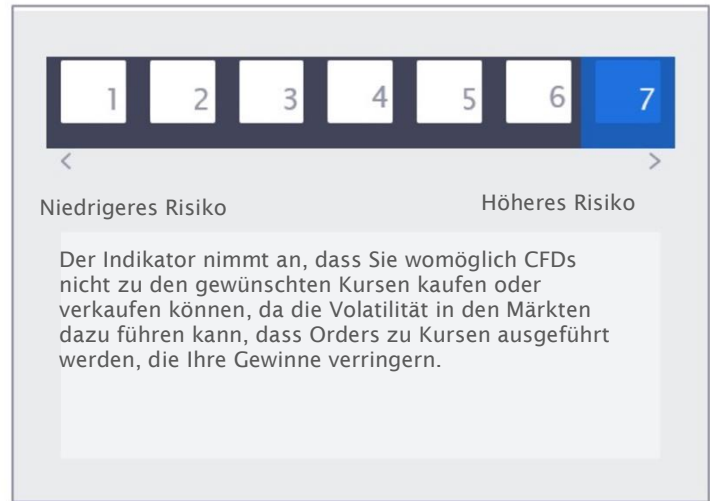 1 2 3 4 5 6 7
< >
Niedrigeres Risiko Höheres Risiko
Der Indikator nimmt an, dass Sie womöglich CFDs
nicht zu den gewünschten Kursen kaufen oder
verkaufen können, da die Volatilität in den Märkten
dazu führen kann, dass Orders zu Kursen ausgeführt
werden, die Ihre Gewinne verringern.